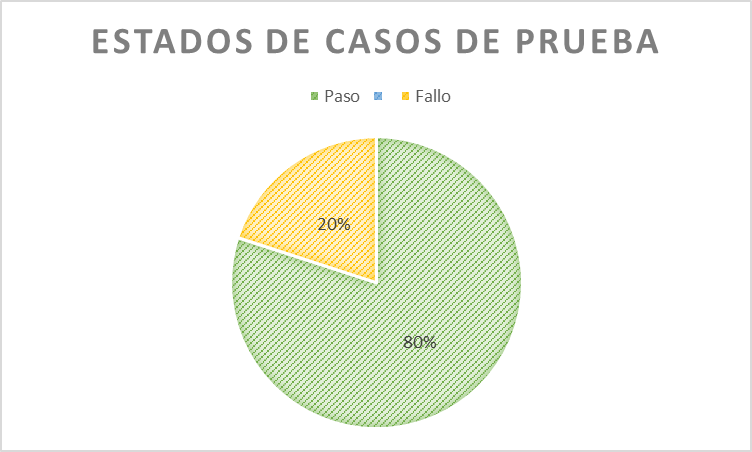 ESTADOS DE CASOS DE PRUEBA
Paso Fallo
20%
80%